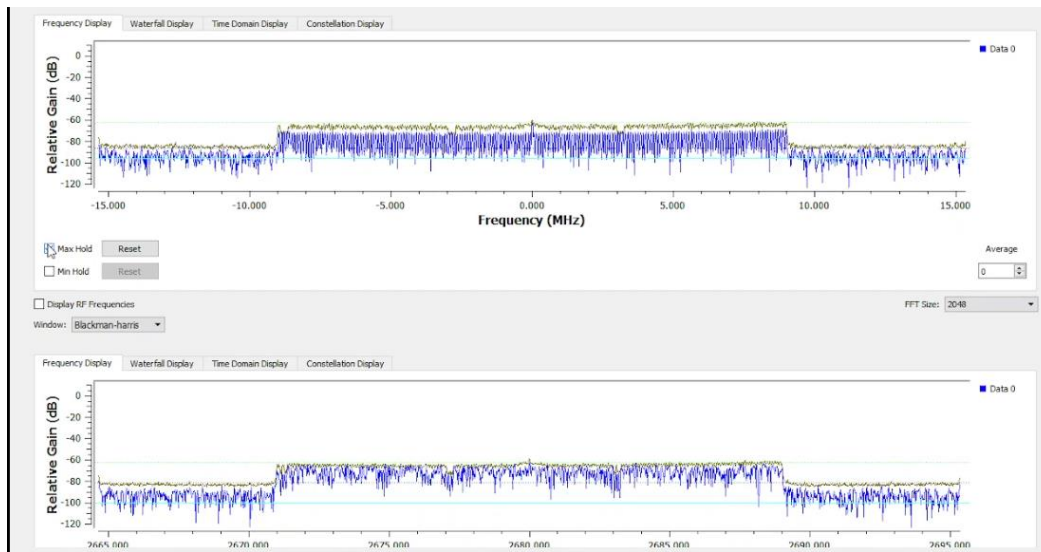 Frequency Display Waterfall Display Time Domain Display Constellation Display
Relative Gain (dB)
0
-20
-40
-60
-80
-100
-120
Data 0
-15.000 -10.000 -5.000 0.000 5.000 10.000 15.000
Frequency (MHz)
Max Hold Reset Average
Min Hold Reset 0
Display RF Frequencies FFT Size: 2048
Window: Blackman-harris
Frequency Display Waterfall Display Time Domain Display Constellation Display
Relative Gain (dB)
0
-20
-40
-60
-80
-100
-120
Data 0
2665.000 2670.000 2675.000 2680.000 2685.000 2690.000 2695.000